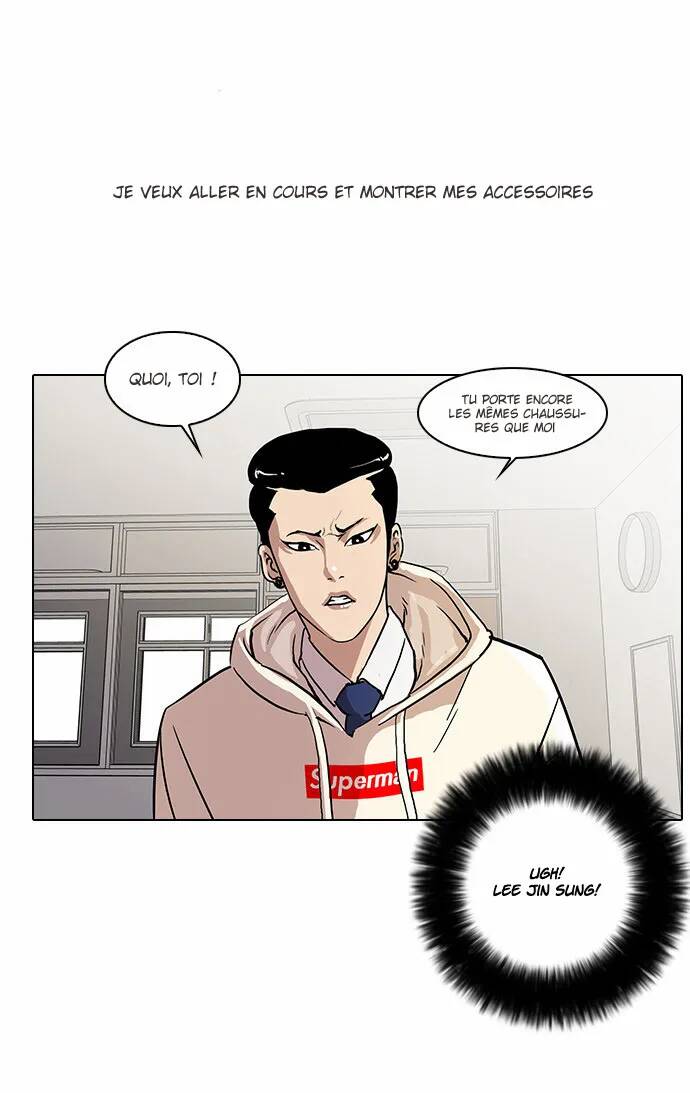 JE VEUX ALLER EN COURS ET MONTRER MES ACCESSOIRES
QUOI, TOI !
TU PORTE ENCORE
LES MÊMES CHAUSSU-
RES QUE MOI
Superman
UGH!
LEE JIN SUNG!